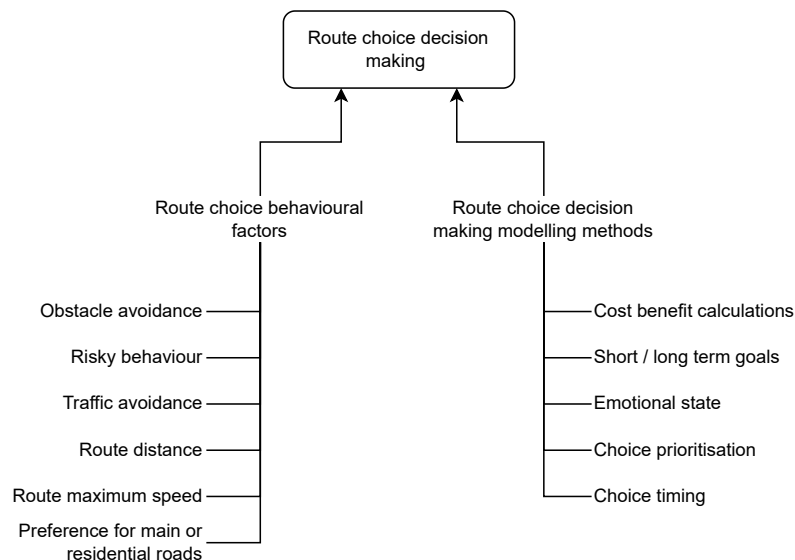 Route choice decision
making
Route choice behavioural
factors
Route choice decision
making modelling methods
Obstacle avoidance
Risky behaviour
Traffic avoidance
Route distance
Route maximum speed
Preference for main or
residential roads
Cost benefit calculations
Short / long term goals
Emotional state
Choice prioritisation
Choice timing